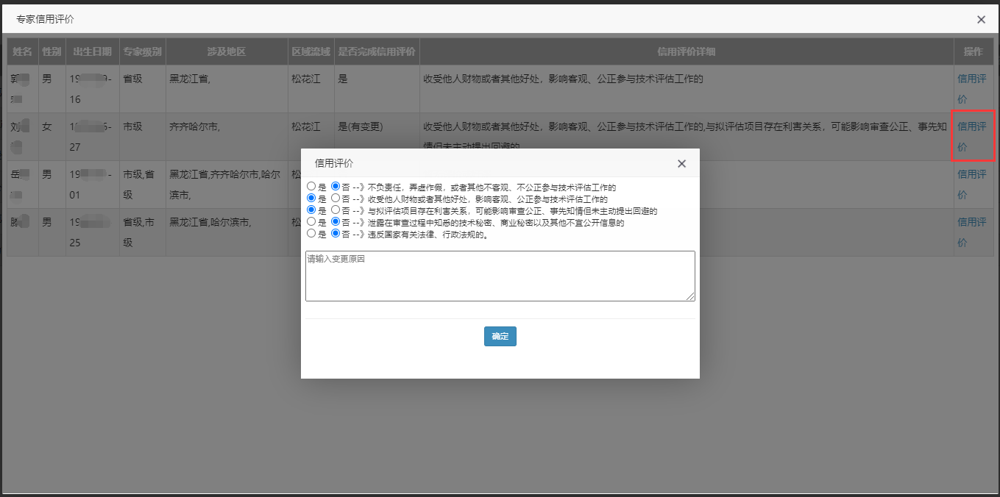 专家信用评价
姓名 性别 出生日期 专家级别 涉及地区 区域流域 是否完成信用评价 信用评价详细 操作
郭 男 19 9- 省级 黑龙江省, 松花江 是 收受他人财物或者其他好处，影响客观、公正参与技术评估工作的 信用评
16 价
刘 女 1 6- 市级 齐齐哈尔市, 松花江 是(有变更) 收受他人财物或者其他好处，影响客观、公正参与技术评估工作的,与拟评估项目存在利害关系，可能影响审查公正、事先知 信用评
27 情但未主动提出回避的 价
岳 男 19 - 市级,省 黑龙江省,齐齐哈尔市,哈尔 松 信用评
01 级 滨市, 价
男 19 省级,市 黑龙江省,哈尔滨市, 松 信用评
25 级 价
信用评价
是 否 --》不负责任，弄虚作假，或者其他不客观、不公正参与技术评估工作的
是 否 --》收受他人财物或者其他好处，影响客观、公正参与技术评估工作的
是 否 --》与拟评估项目存在利害关系，可能影响审查公正、事先知情但未主动提出回避的
是 否 --》泄露在审查过程中知悉的技术秘密、商业秘密以及其他不宜公开信息的
是 否 --》违反国家有关法律、行政法规的。
请输入变更原因
确定